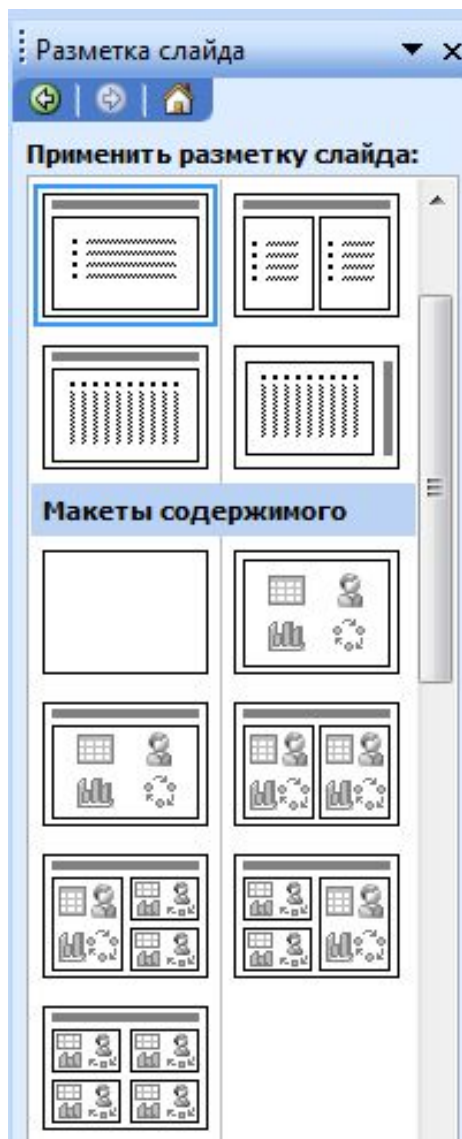 Разметка слайда
Применить разметку слайда:
Макеты содержимого